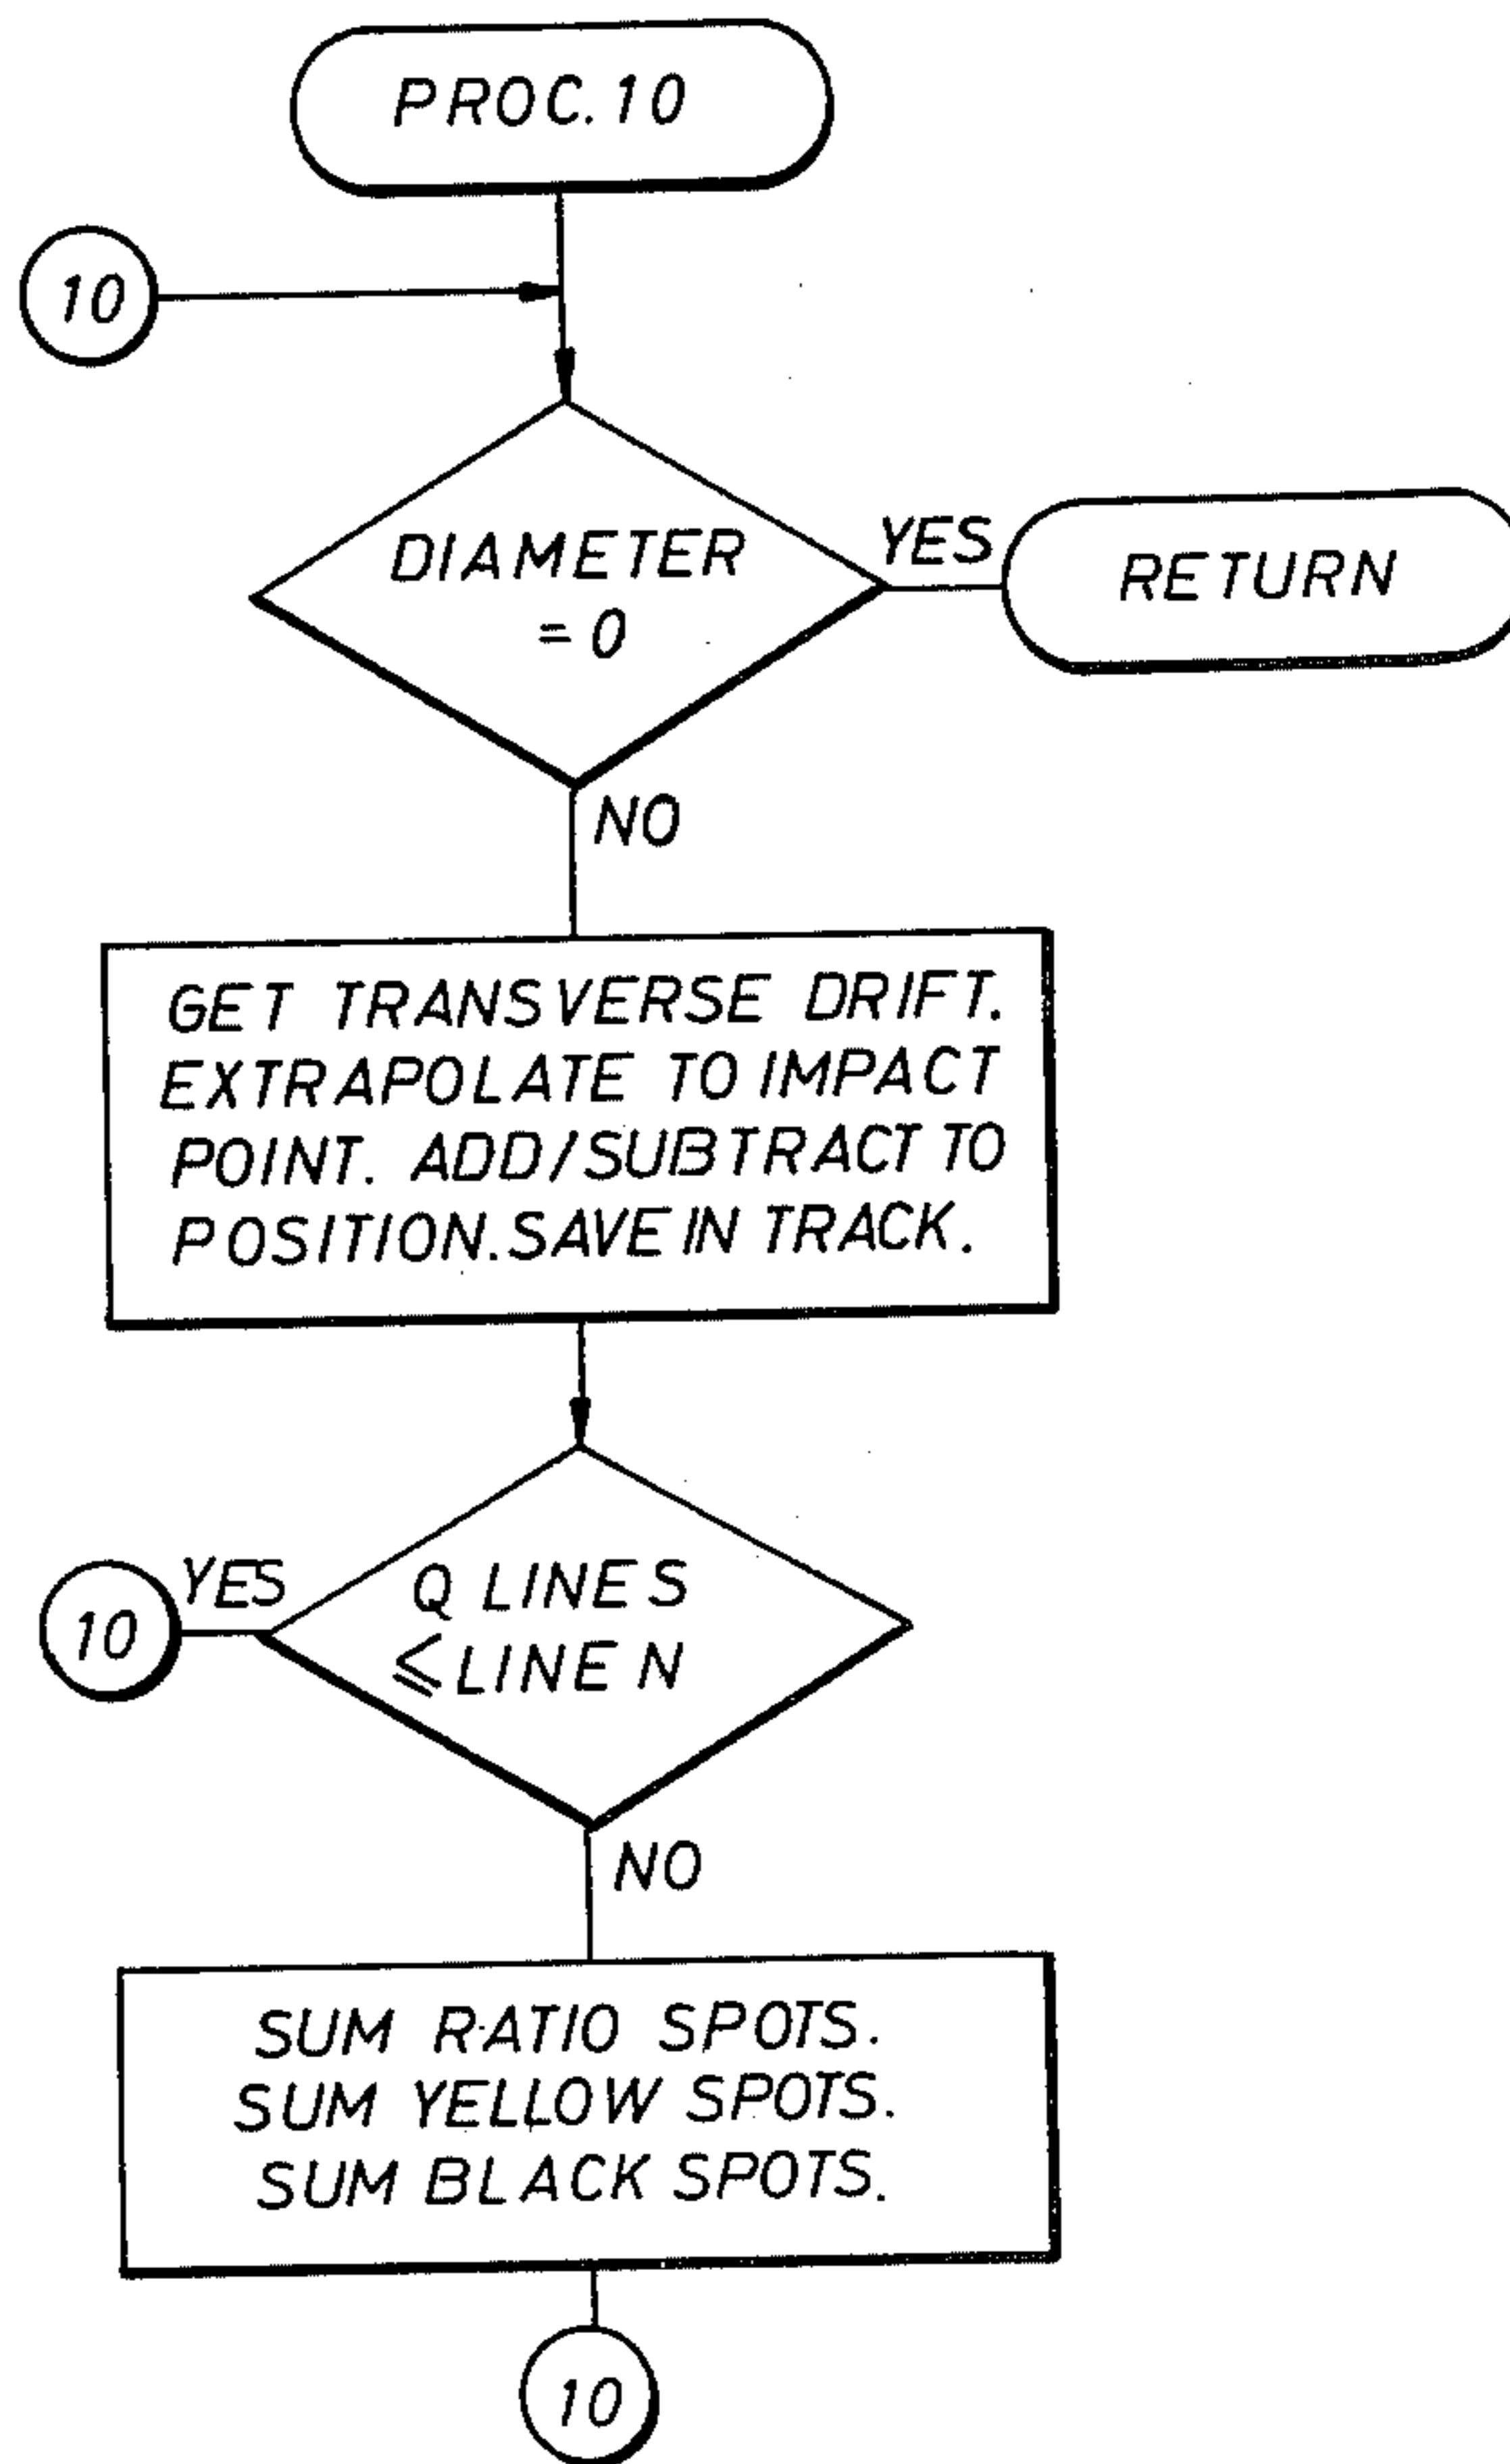 PROC. 10
10
DIAMETER
= 0
YES
RETURN
NO
GET TRANSVERSE DRIFT.
EXTRAPOLATE TO IMPACT
POINT. ADD/SUBTRACT TO
POSITION. SAVE IN TRACK.
YES
10
Q LINES
≤ LINE N
NO
SUM RATIO SPOTS.
SUM YELLOW SPOTS.
SUM BLACK SPOTS.
10